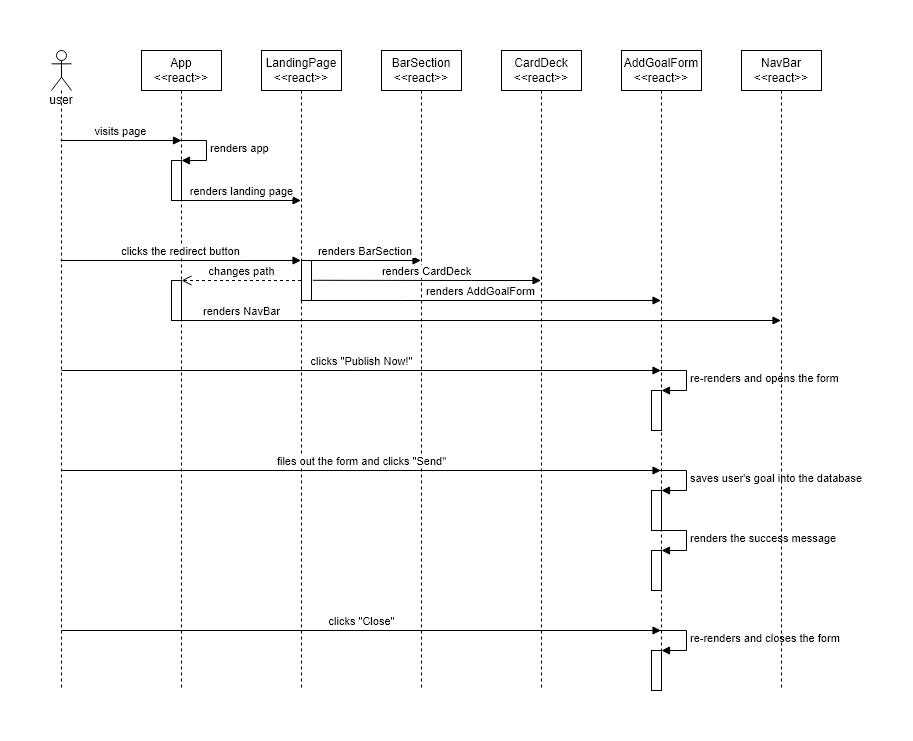 App
<<react>>
LandingPage
<<react>>
BarSection
<<react>>
CardDeck
<<react>>
AddGoalForm
<<react>>
NavBar
<<react>>
user
visits page
renders app
renders landing page
clicks the redirect button
renders BarSection
changes path
renders CardDeck
renders AddGoalForm
renders NavBar
clicks "Publish Now!"
re-renders and opens the form
files out the form and clicks "Send"
saves user's goal into the database
renders the success message
clicks "Close"
re-renders and closes the form